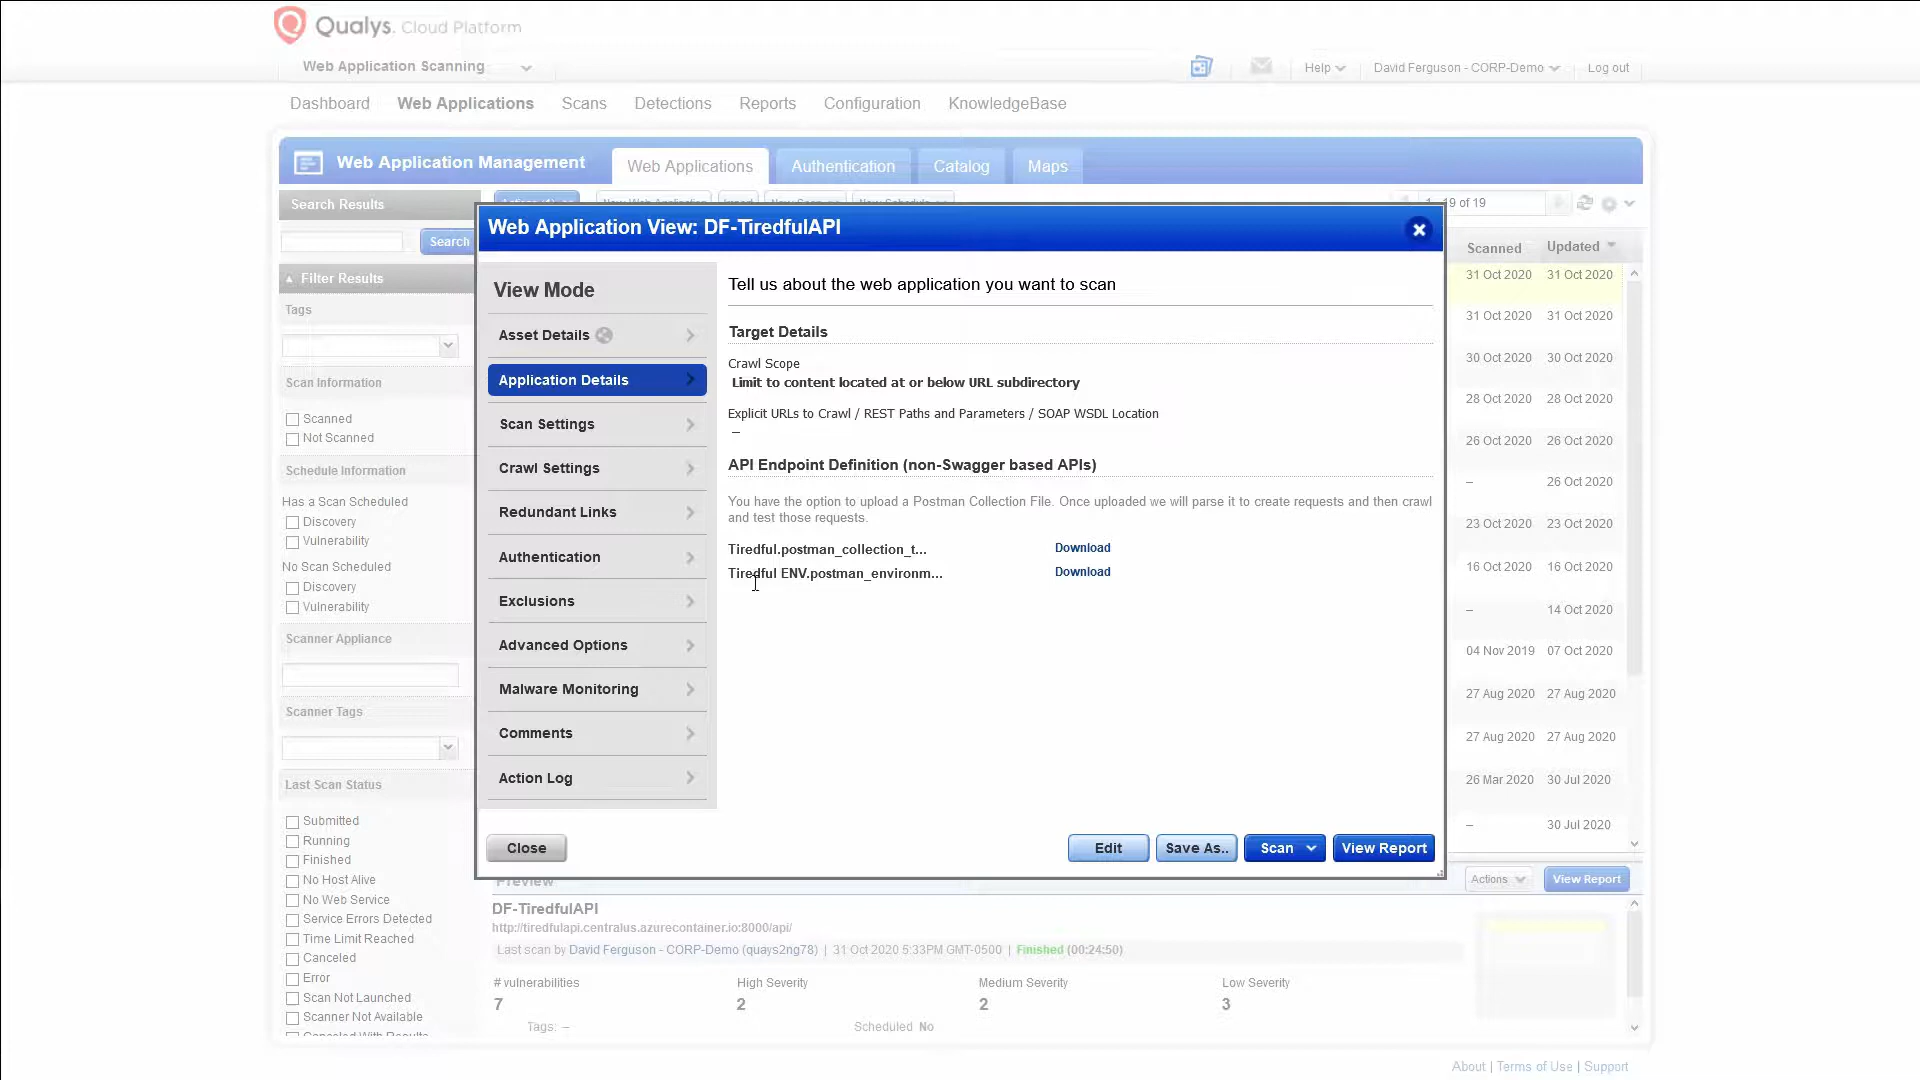 Qualys. Cloud Platform
Web Application Scanning
Help
David Ferguson - CORP-Demo
Log out
Dashboard
Web Applications
Scans
Detections
Reports
Configuration
KnowledgeBase
Web Application Management
Web Applications
Authentication
Catalog
Maps
Search Results
New Web Application
Import
New Scan
New Schedule
1 - 19 of 19
Search
Filter Results
Tags
Scan Information
Scanned
Not Scanned
Schedule Information
Has a Scan Scheduled
Discovery
Vulnerability
No Scan Scheduled
Discovery
Vulnerability
Scanner Appliance
Scanner Tags
Last Scan Status
Submitted
Running
Finished
No Host Alive
No Web Service
Service Errors Detected
Time Limit Reached
Canceled
Error
Scan Not Launched
Scanner Not Available
Canceled With Results
Web Application View: DF-TiredfulAPI
View Mode
Asset Details
Application Details
Scan Settings
Crawl Settings
Redundant Links
Authentication
Exclusions
Advanced Options
Malware Monitoring
Comments
Action Log
Tell us about the web application you want to scan
Target Details
Crawl Scope
Limit to content located at or below URL subdirectory
Explicit URLs to Crawl / REST Paths and Parameters / SOAP WSDL Location
–
API Endpoint Definition (non-Swagger based APIs)
You have the option to upload a Postman Collection File. Once uploaded we will parse it to create requests and then crawl
and test those requests.
Tiredful.postman_collection_t... Download
Tiredful ENV.postman_environm... Download
Close
Edit
Save As..
Scan
View Report
Scanned Updated
31 Oct 2020 31 Oct 2020
31 Oct 2020 31 Oct 2020
30 Oct 2020 30 Oct 2020
28 Oct 2020 28 Oct 2020
26 Oct 2020 26 Oct 2020
– 26 Oct 2020
23 Oct 2020 23 Oct 2020
16 Oct 2020 16 Oct 2020
– 14 Oct 2020
04 Nov 2019 07 Oct 2020
27 Aug 2020 27 Aug 2020
27 Aug 2020 27 Aug 2020
26 Mar 2020 30 Jul 2020
– 30 Jul 2020
Preview
Actions
View Report
DF-TiredfulAPI
http://tiredfulapi.centralus.azurecontainer.io:8000/api/
Last scan by David Ferguson - CORP-Demo (quays2ng78) | 31 Oct 2020 5:33PM GMT-0500 | Finished (00:24:50)
# vulnerabilities High Severity Medium Severity Low Severity
7 2 2 3
Tags: – Scheduled No
About | Terms of Use | Support